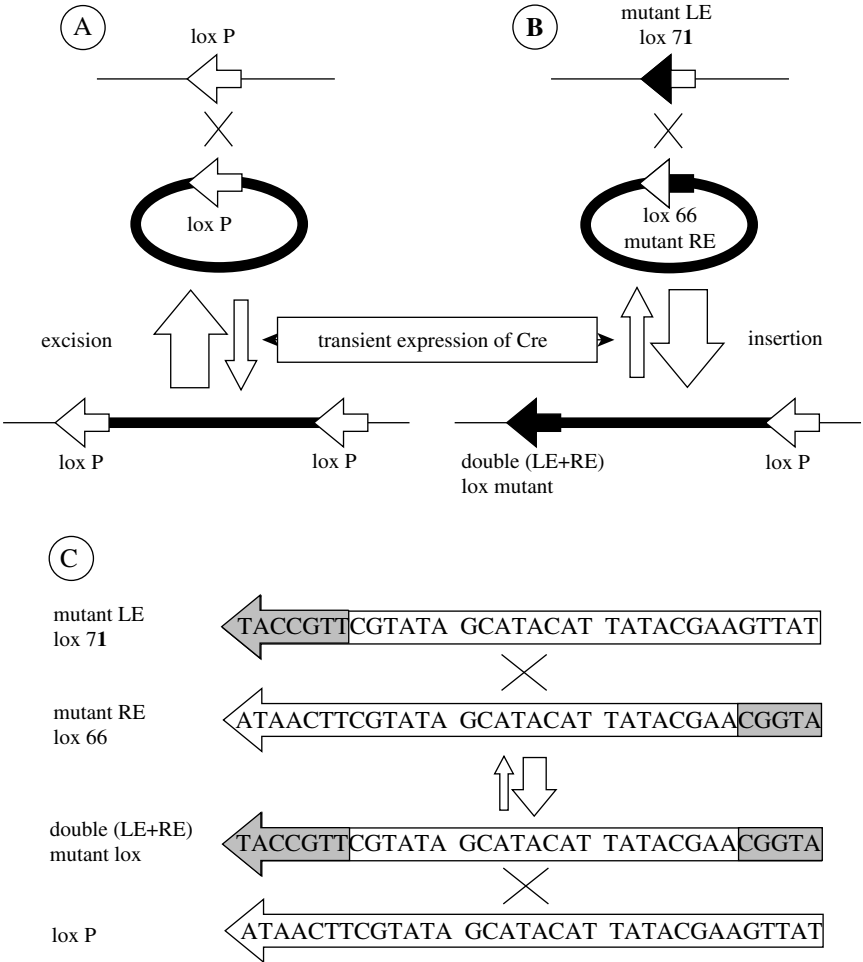 A
lox P
lox P
B
mutant LE
lox 71
lox 66
mutant RE
excision
transient expression of Cre
insertion
lox P
lox P
double (LE+RE)
lox mutant
lox P
C
mutant LE
lox 71
TACCGTTCGTATA GCATACAT TATACGAAGTTAT
mutant RE
lox 66
ATAACTTCGTATA GCATACAT TATACGAACGGTA
double (LE+RE)
mutant lox
TACCGTTCGTATA GCATACAT TATACGAACGGTA
lox P
ATAACTTCGTATA GCATACAT TATACGAAGTTAT